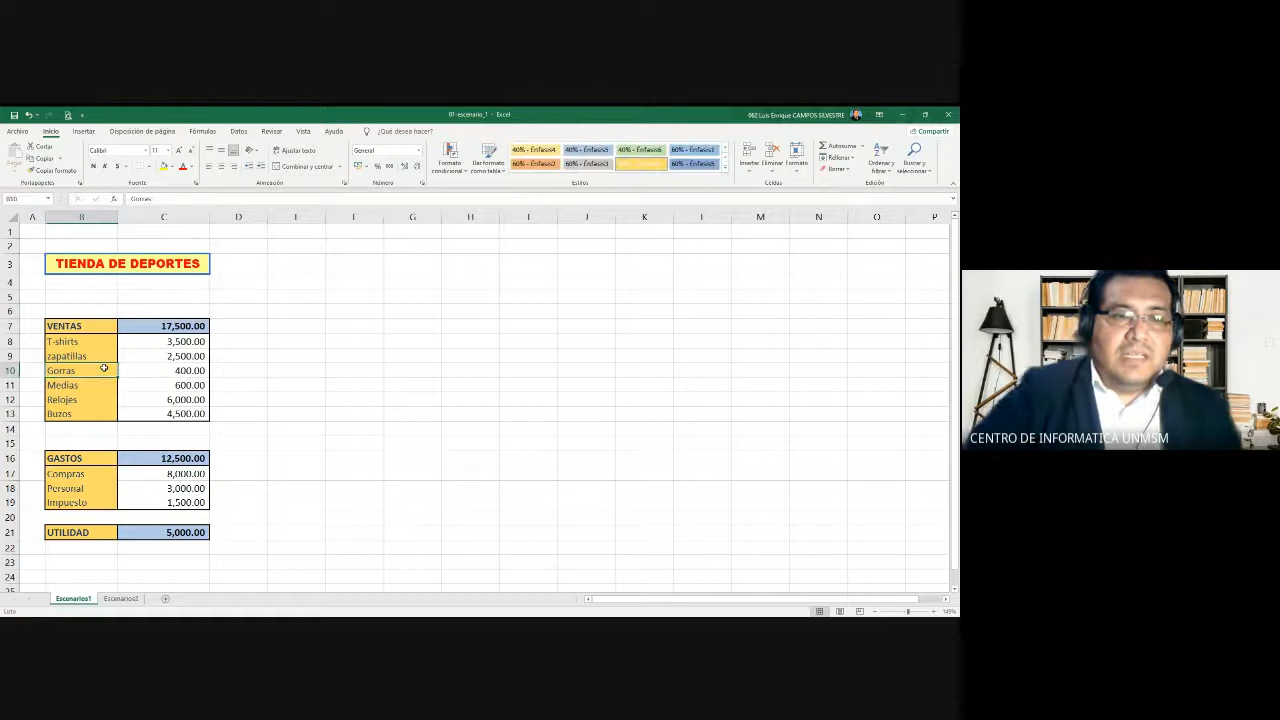 01-escenario_1 - Excel
062 Luis Enrique CAMPOS SILVESTRE
Archivo Inicio Insertar Disposición de página Fórmulas Datos Revisar Vista Ayuda ¿Qué desea hacer? Compartir
Pegar
Cortar
Copiar
Copiar formato
Portapapeles
Calibri 11
N K S
Fuente
Ajustar texto
Combinar y centrar
Alineación
General
Número
Formato condicional
Dar formato como tabla
40% - Énfasis4 40% - Énfasis5 40% - Énfasis6 60% - Énfasis1
60% - Énfasis2 60% - Énfasis3 60% - Énfasis5
Estilos
Insertar Eliminar Formato
Celdas
Autosuma
Rellenar
Borrar
Ordenar y filtrar
Buscar y seleccionar
Edición
B10 Gorras
A B C D E F G H I J K L M N O P
1
2
3 TIENDA DE DEPORTES
4
5
6
7 VENTAS 17,500.00
8 T-shirts 3,500.00
9 zapatillas 2,500.00
10 Gorras 400.00
11 Medias 600.00
12 Relojes 6,000.00
13 Buzos 4,500.00
14
15
16 GASTOS 12,500.00
17 Compras 8,000.00
18 Personal 3,000.00
19 Impuesto 1,500.00
20
21 UTILIDAD 5,000.00
22
23
24
25
Escenarios1 Escenarios2
Listo
145%
CENTRO DE INFORMATICA UNMSM